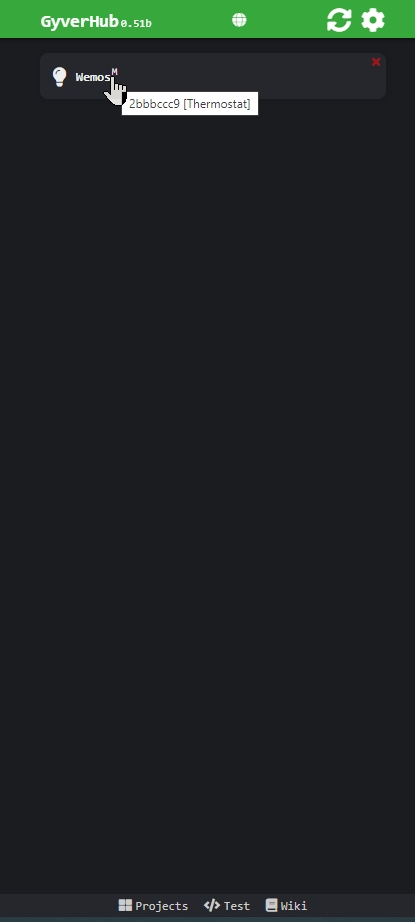 GyverHub 0.51b
Wemos M
2bbbccc9 [Thermostat]
Projects Test Wiki